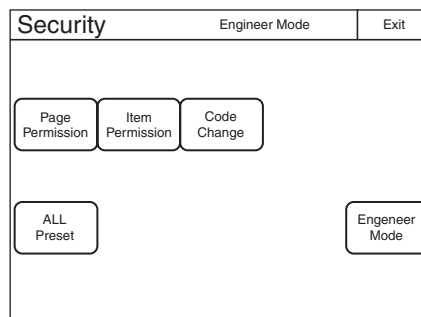 Security Engineer Mode Exit
Page Permission
Item Permission
Code Change
ALL Preset
Engeneer Mode